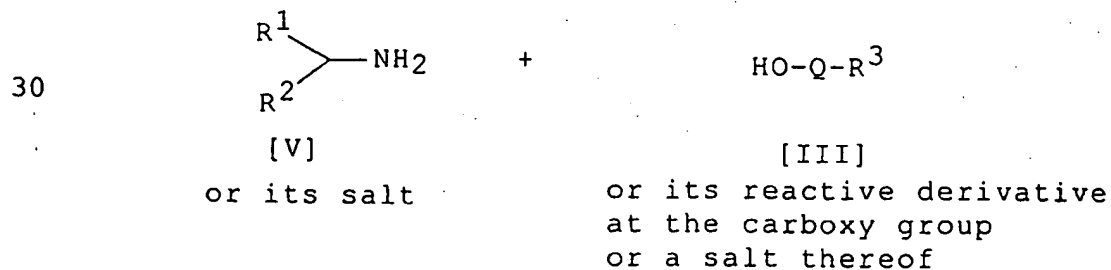 R1
NH2 + HO-Q-R3
30
R2
[V] [III]
or its salt or its reactive derivative
at the carboxy group
or a salt thereof